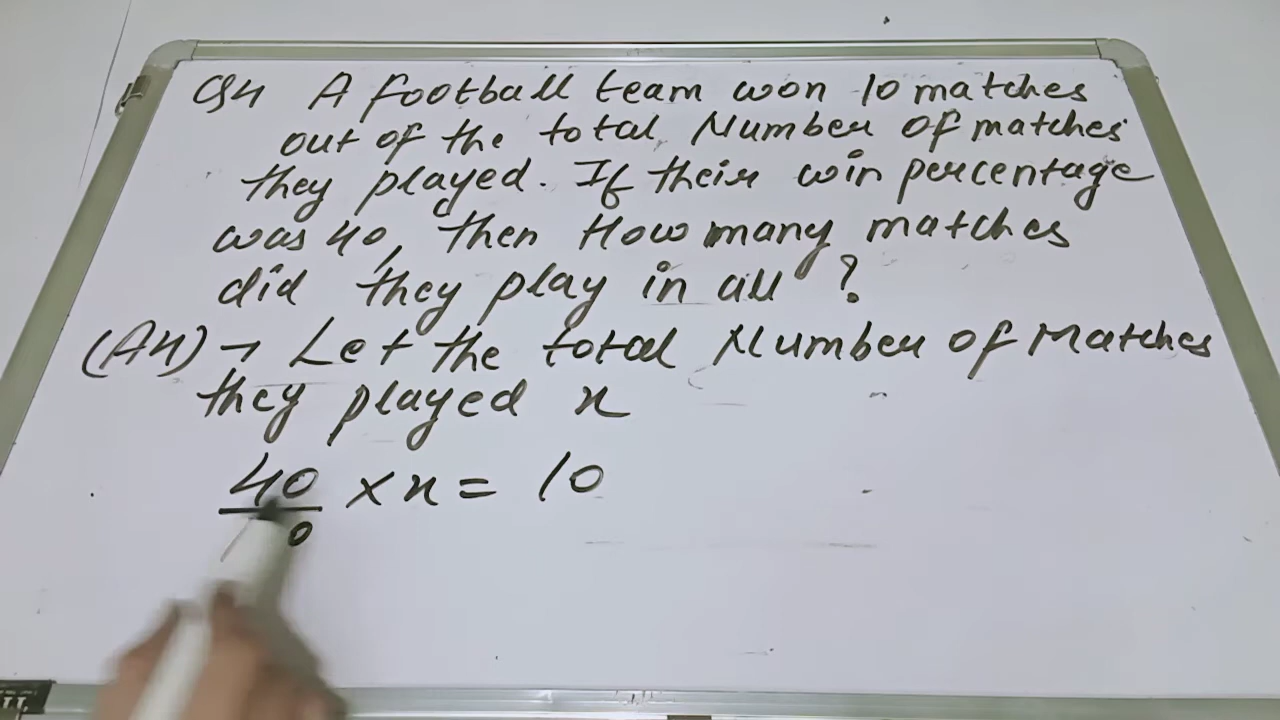 Q4 A football team won 10 matches
out of the total Number of matches
they played. If their win percentage
was 40, then How many matches
did they play in all ?
(A4) → Let the total Number of Matches
they played x
40 × x = 10